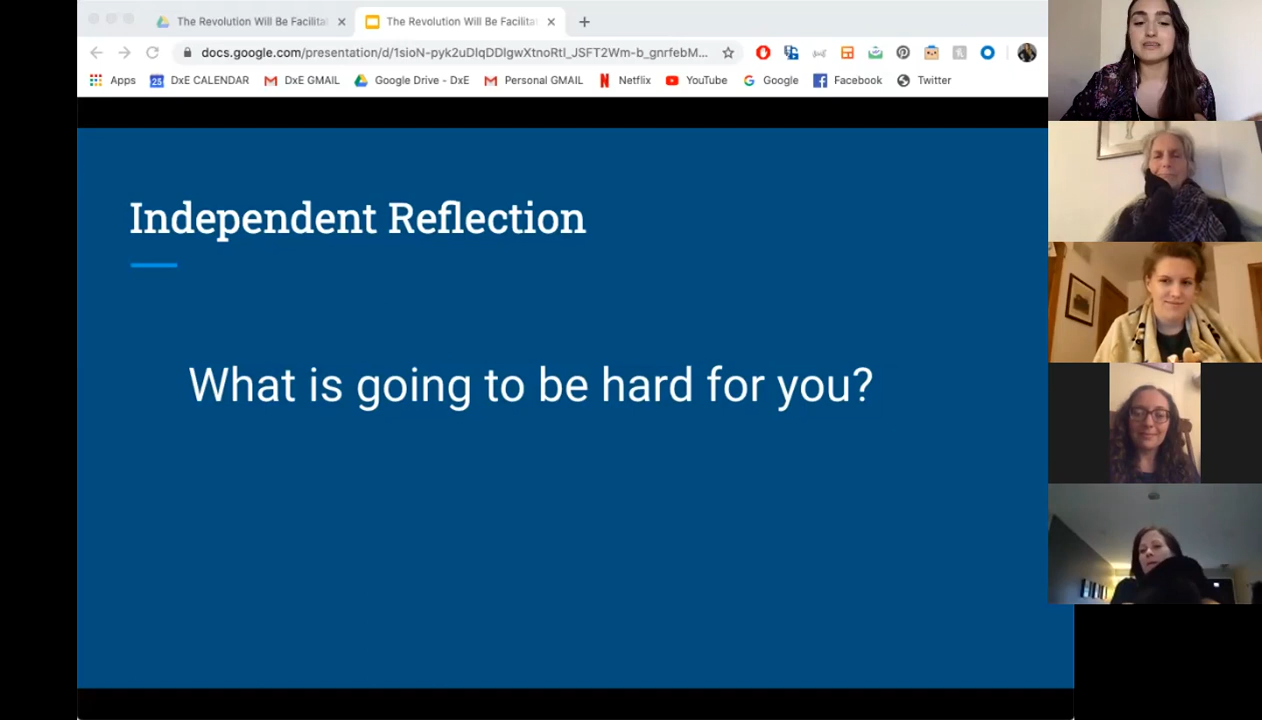 The Revolution Will Be Facilita
The Revolution Will Be Facilita
docs.google.com/presentation/d/1sioN-pyk2uDlqDDlgwXtnoRtl_JSFT2Wm-b_gnrfebM...
Apps 25 DxE CALENDAR DxE GMAIL Google Drive - DxE Personal GMAIL Netflix YouTube Google Facebook Twitter
Independent Reflection
What is going to be hard for you?